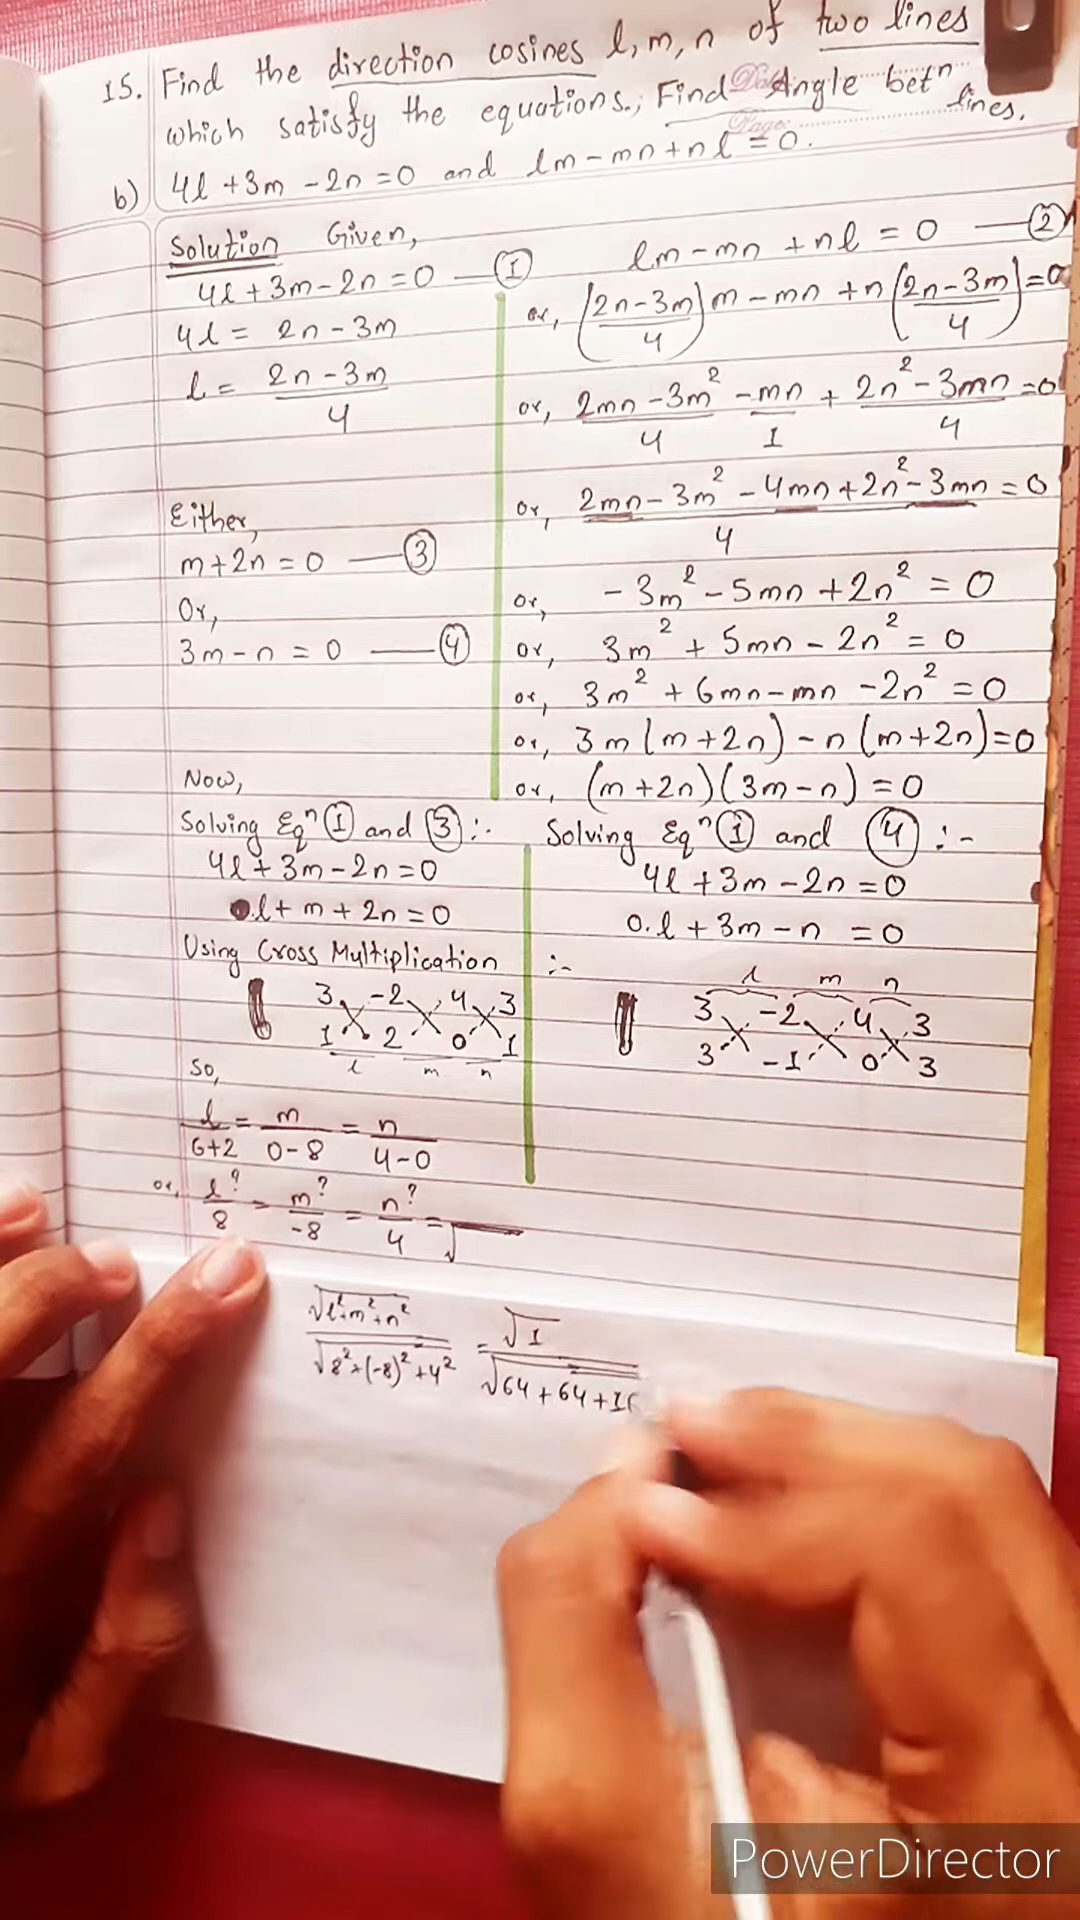 15. Find the direction cosines l, m, n of two lines
which satisfy the equations., Find Angle betⁿ lines.
b) 4l + 3m - 2n = 0 and lm - mn + nl = 0.
Solution Given,
4l + 3m - 2n = 0 — ①
4l = 2n - 3m
l = (2n - 3m)/4
Either,
m + 2n = 0 — ③
Or,
3m - n = 0 — ④
lm - mn + nl = 0 — ②
or, ((2n - 3m)/4) m - mn + n ((2n - 3m)/4) = 0
or, (2mn - 3m²)/4 - mn/1 + (2n² - 3mn)/4 = 0
or, (2mn - 3m² - 4mn + 2n² - 3mn)/4 = 0
or, - 3m² - 5mn + 2n² = 0
or, 3m² + 5mn - 2n² = 0
or, 3m² + 6mn - mn - 2n² = 0
or, 3m(m + 2n) - n(m + 2n) = 0
or, (m + 2n)(3m - n) = 0
Now,
Solving Eqⁿ ① and ③ :-
4l + 3m - 2n = 0
0.l + m + 2n = 0
Using Cross Multiplication :-
3 -2 4 3
1 2 0 1
l m n
So,
l/(6+2) = m/(0-8) = n/(4-0)
or, l?/8 = m?/-8 = n?/4 = √
Solving Eqⁿ ① and ④ :-
4l + 3m - 2n = 0
0.l + 3m - n = 0
l m n
3 -2 4 3
3 -1 0 3
√(l²+m²+n²)/√(8²+(-8)²+4²) = √1/√(64+64+16
PowerDirector